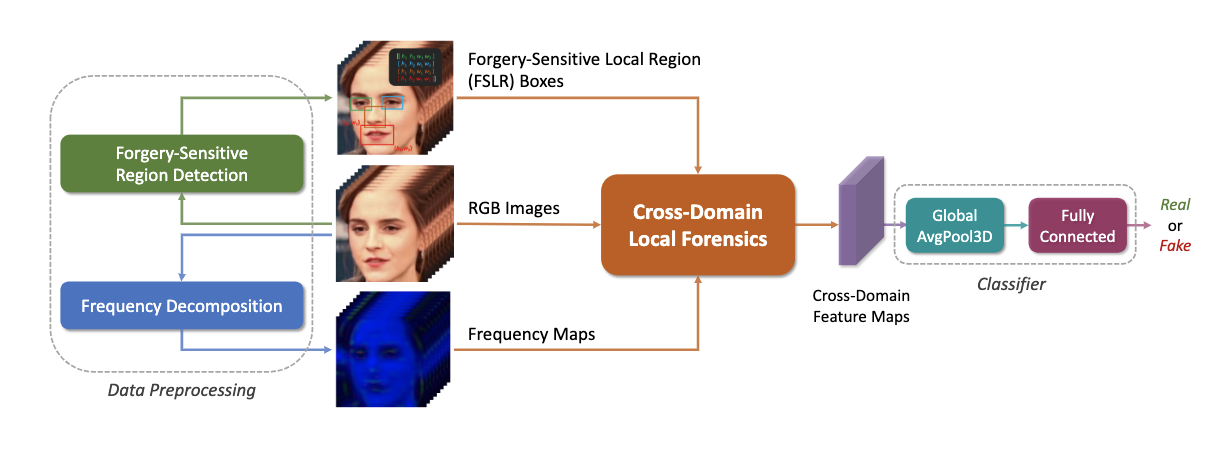 Forgery-Sensitive Local Region
(FSLR) Boxes
Forgery-Sensitive
Region Detection
RGB Images
Cross-Domain
Local Forensics
Global
AvgPool3D
Fully
Connected
Real
or
Fake
Classifier
Frequency Decomposition
Cross-Domain
Feature Maps
Frequency Maps
Data Preprocessing